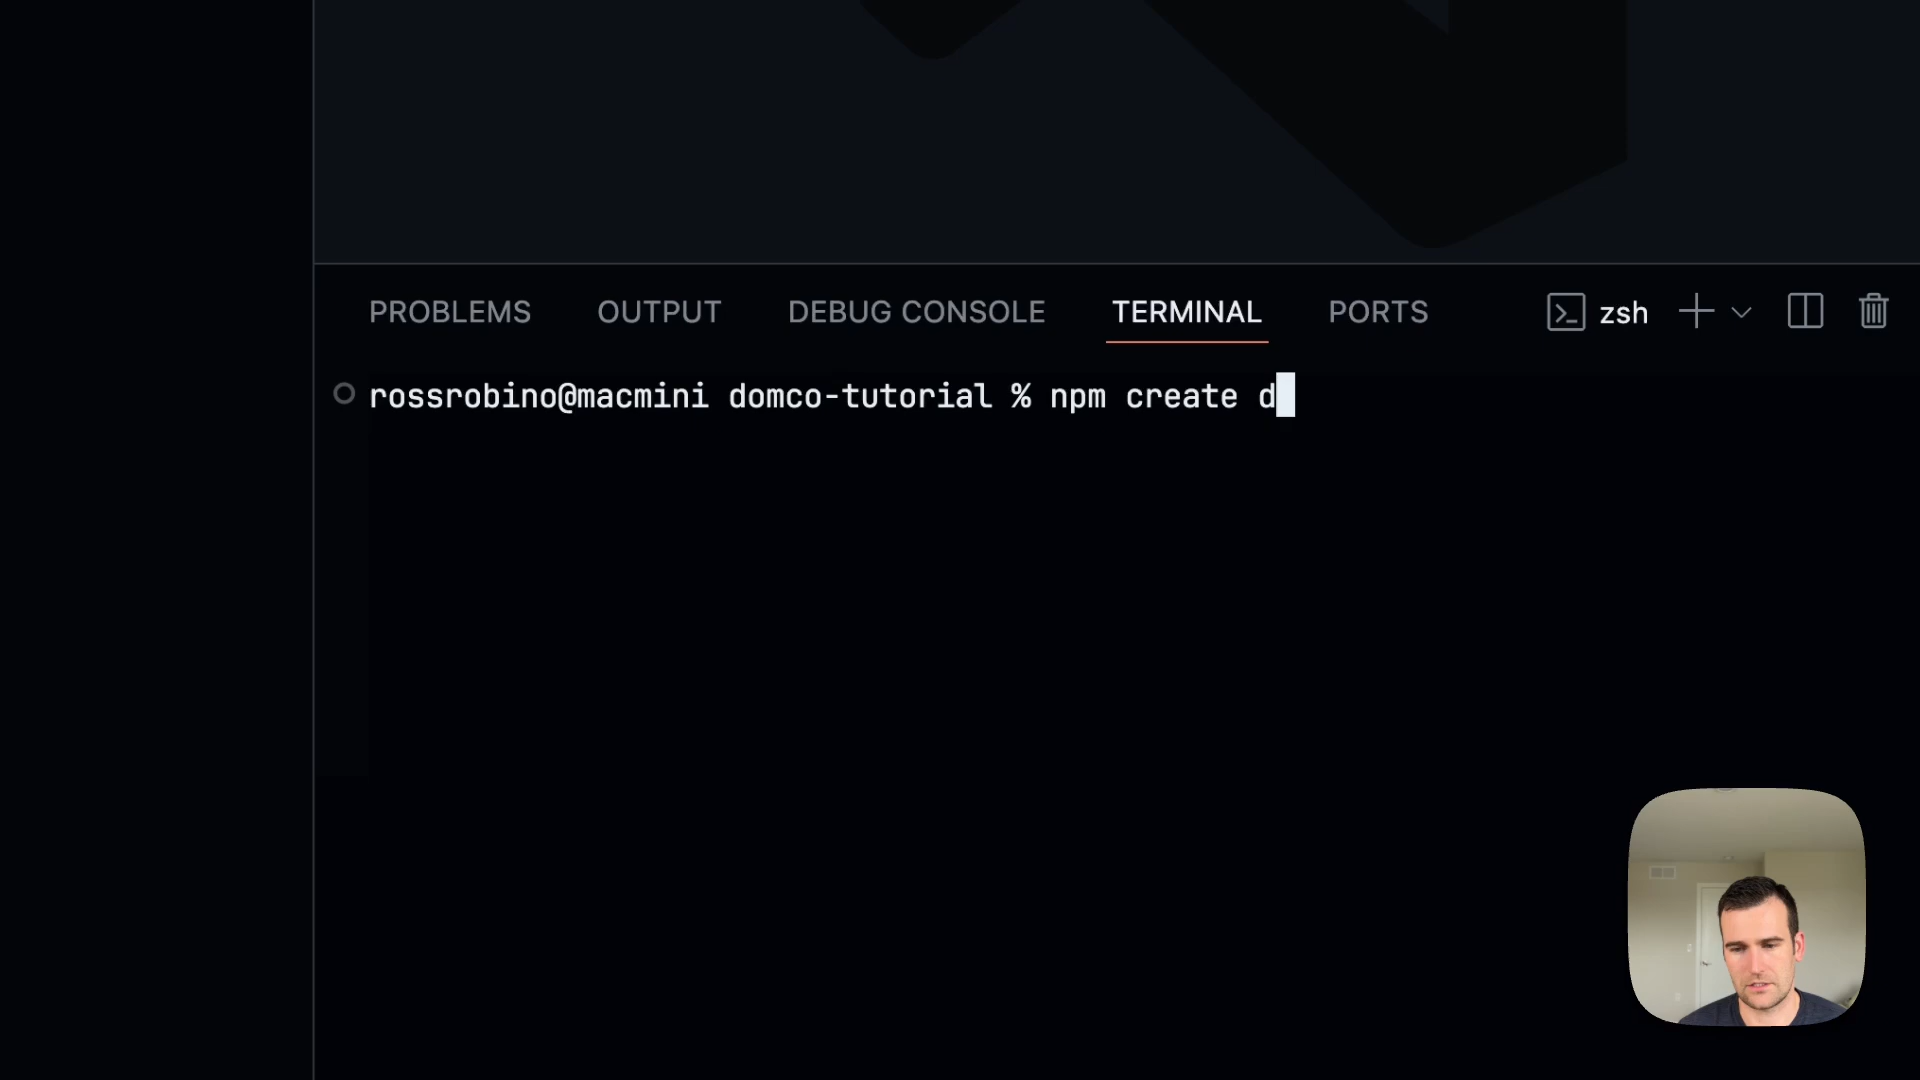 PROBLEMS OUTPUT DEBUG CONSOLE TERMINAL PORTS zsh
rossrobino@macmini domco-tutorial % npm create d